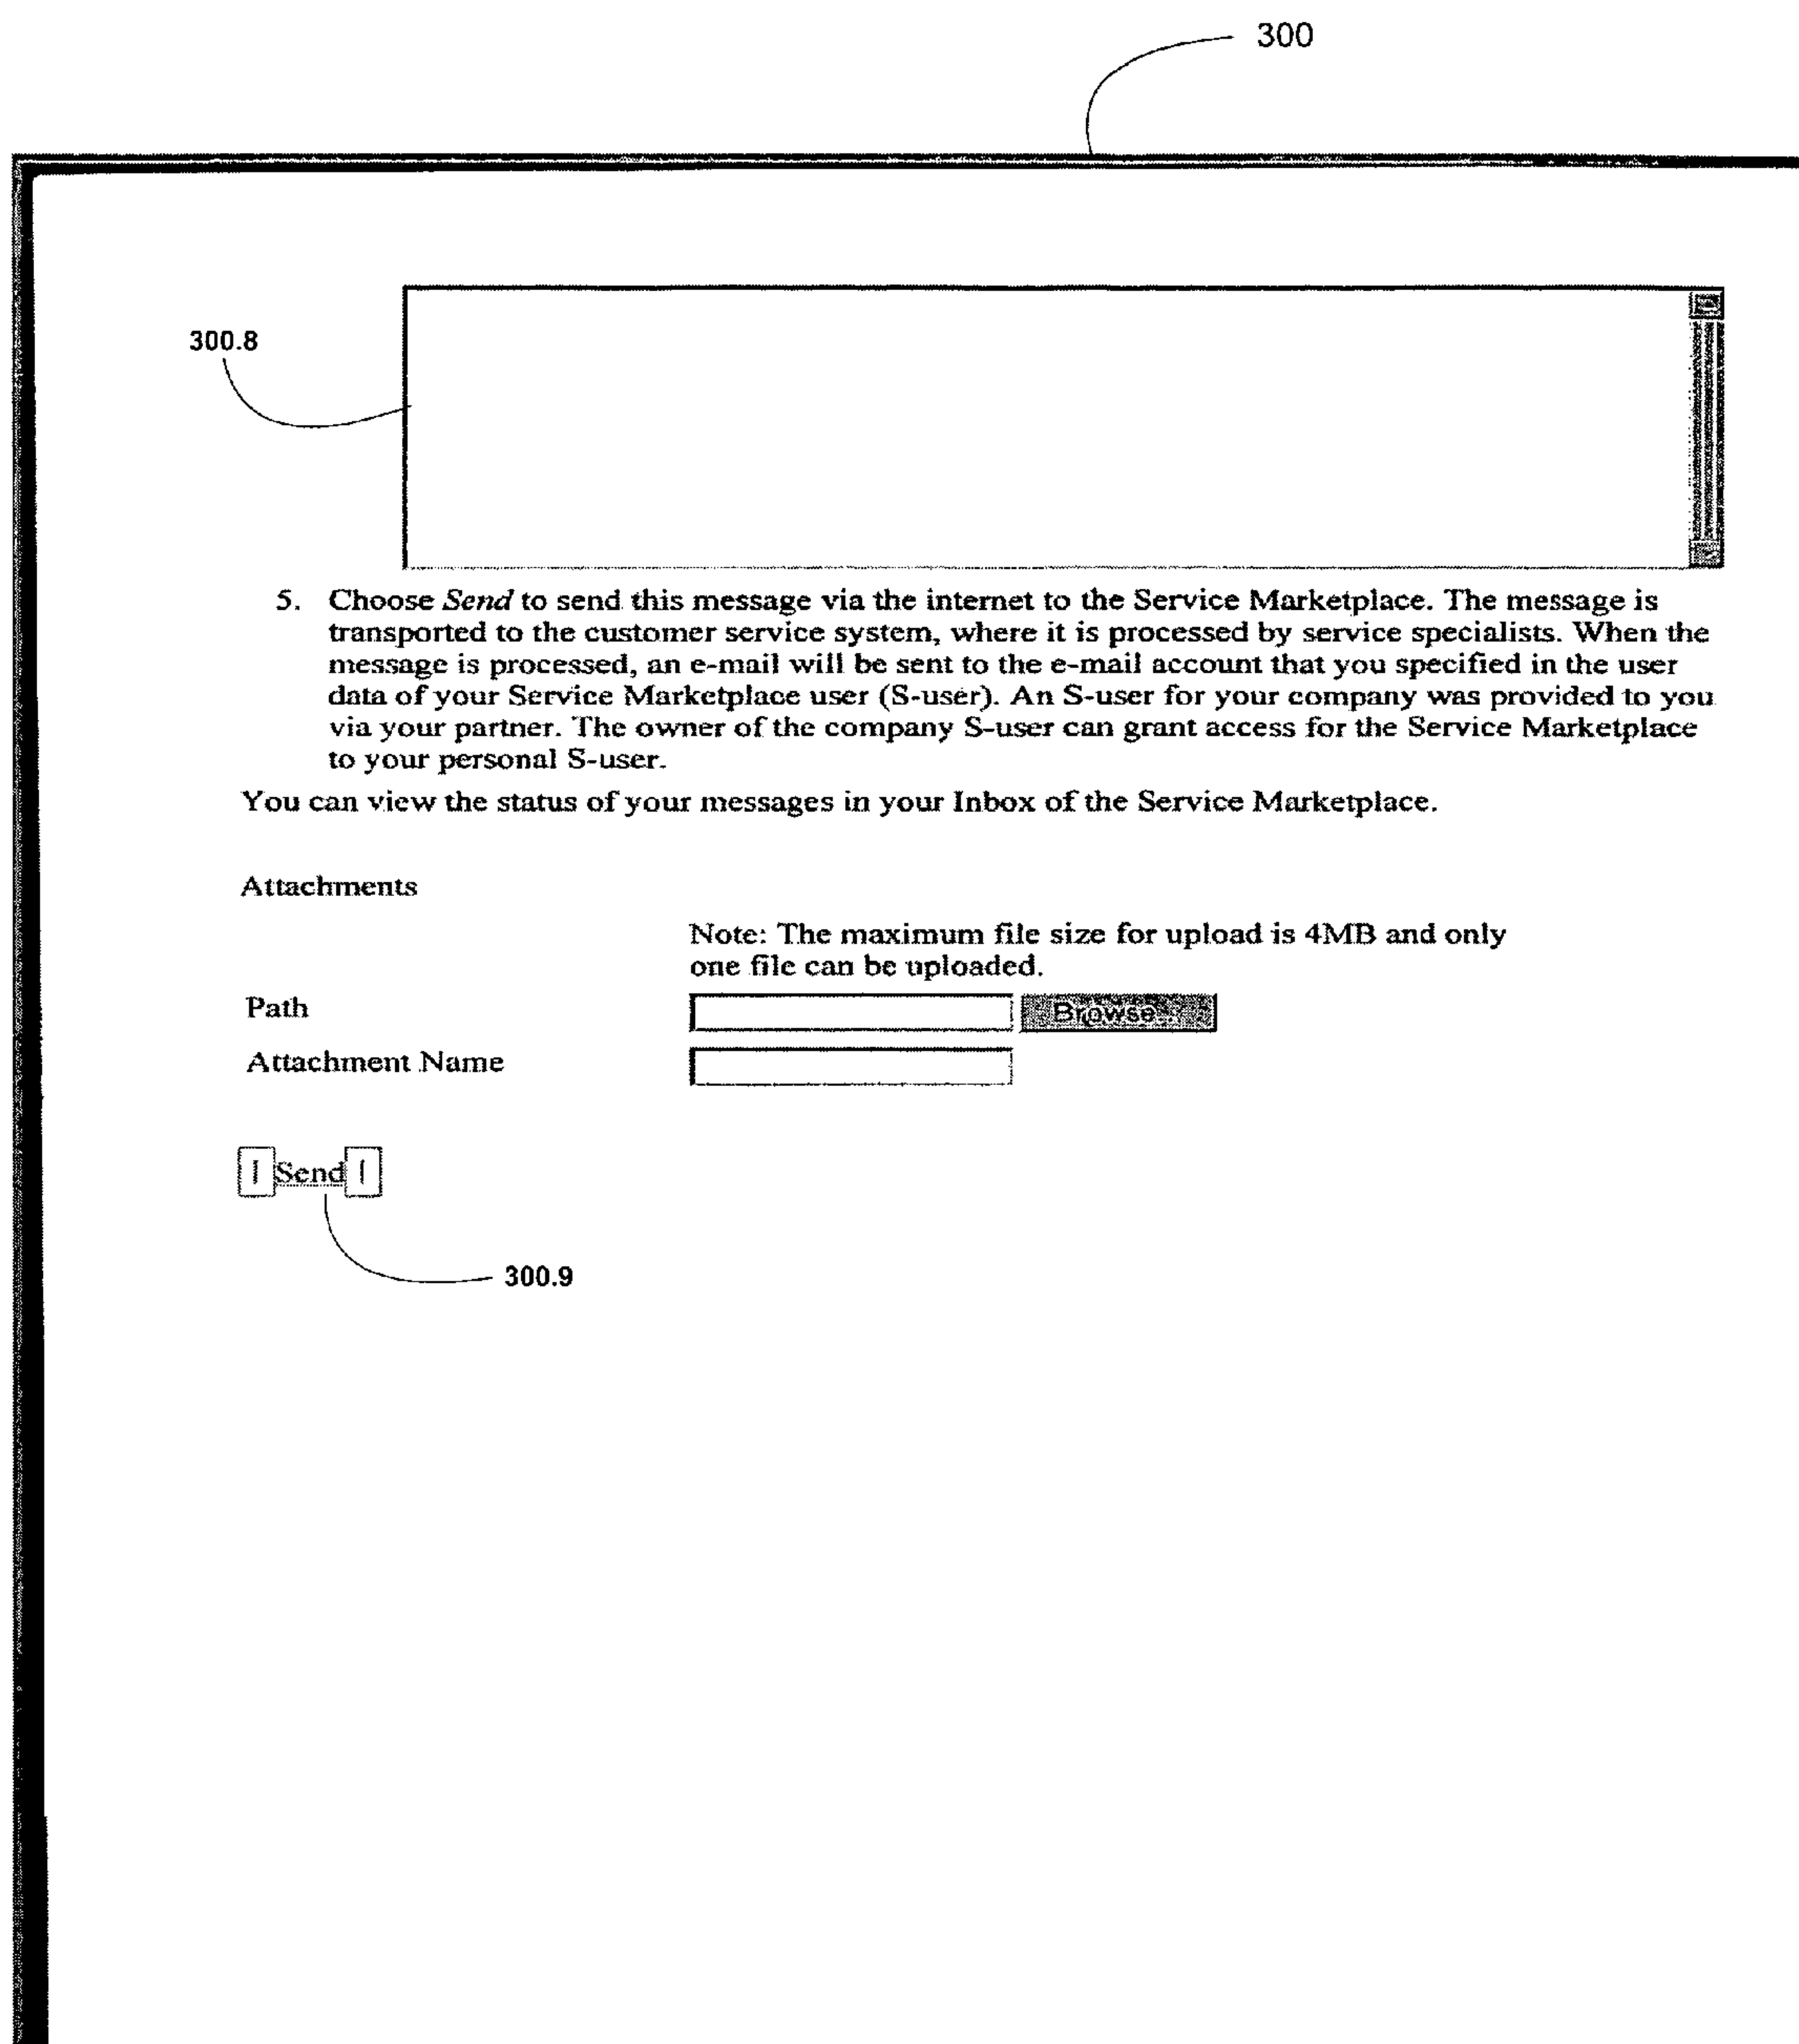 300
300.8
5. Choose Send to send this message via the internet to the Service Marketplace. The message is
transported to the customer service system, where it is processed by service specialists. When the
message is processed, an e-mail will be sent to the e-mail account that you specified in the user
data of your Service Marketplace user (S-user). An S-user for your company was provided to you
via your partner. The owner of the company S-user can grant access for the Service Marketplace
to your personal S-user.
You can view the status of your messages in your Inbox of the Service Marketplace.
Attachments
Note: The maximum file size for upload is 4MB and only
one file can be uploaded.
Path
Browse...
Attachment Name
Send
300.9